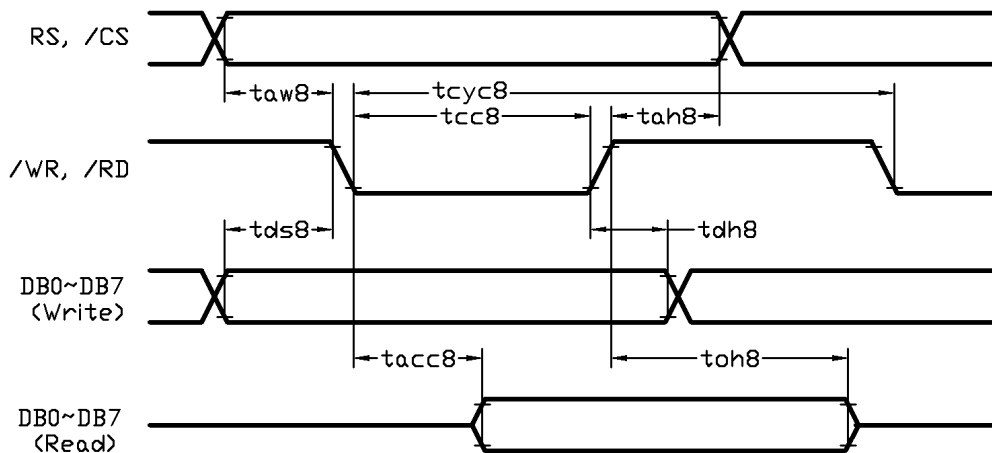 RS, /CS
taw8
tcyc8
tcc8
tah8
/WR, /RD
tds8
tdh8
DB0~DB7
(Write)
tacc8
toh8
DB0~DB7
(Read)